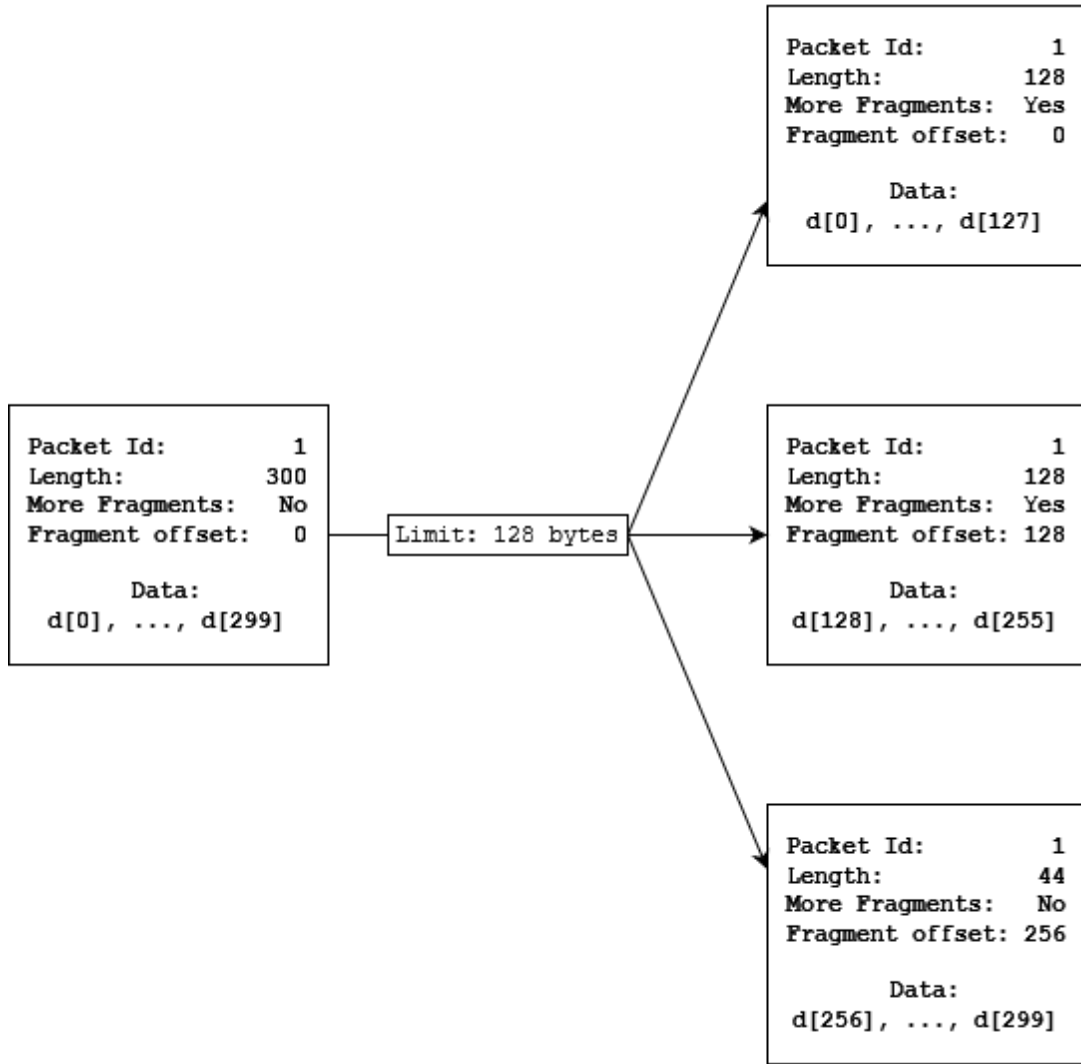 Packet Id: 1
Length: 300
More Fragments: No
Fragment offset: 0
Data:
d[0], ..., d[299]
Limit: 128 bytes
Packet Id: 1
Length: 128
More Fragments: Yes
Fragment offset: 0
Data:
d[0], ..., d[127]
Packet Id: 1
Length: 128
More Fragments: Yes
Fragment offset: 128
Data:
d[128], ..., d[255]
Packet Id: 1
Length: 44
More Fragments: No
Fragment offset: 256
Data:
d[256], ..., d[299]